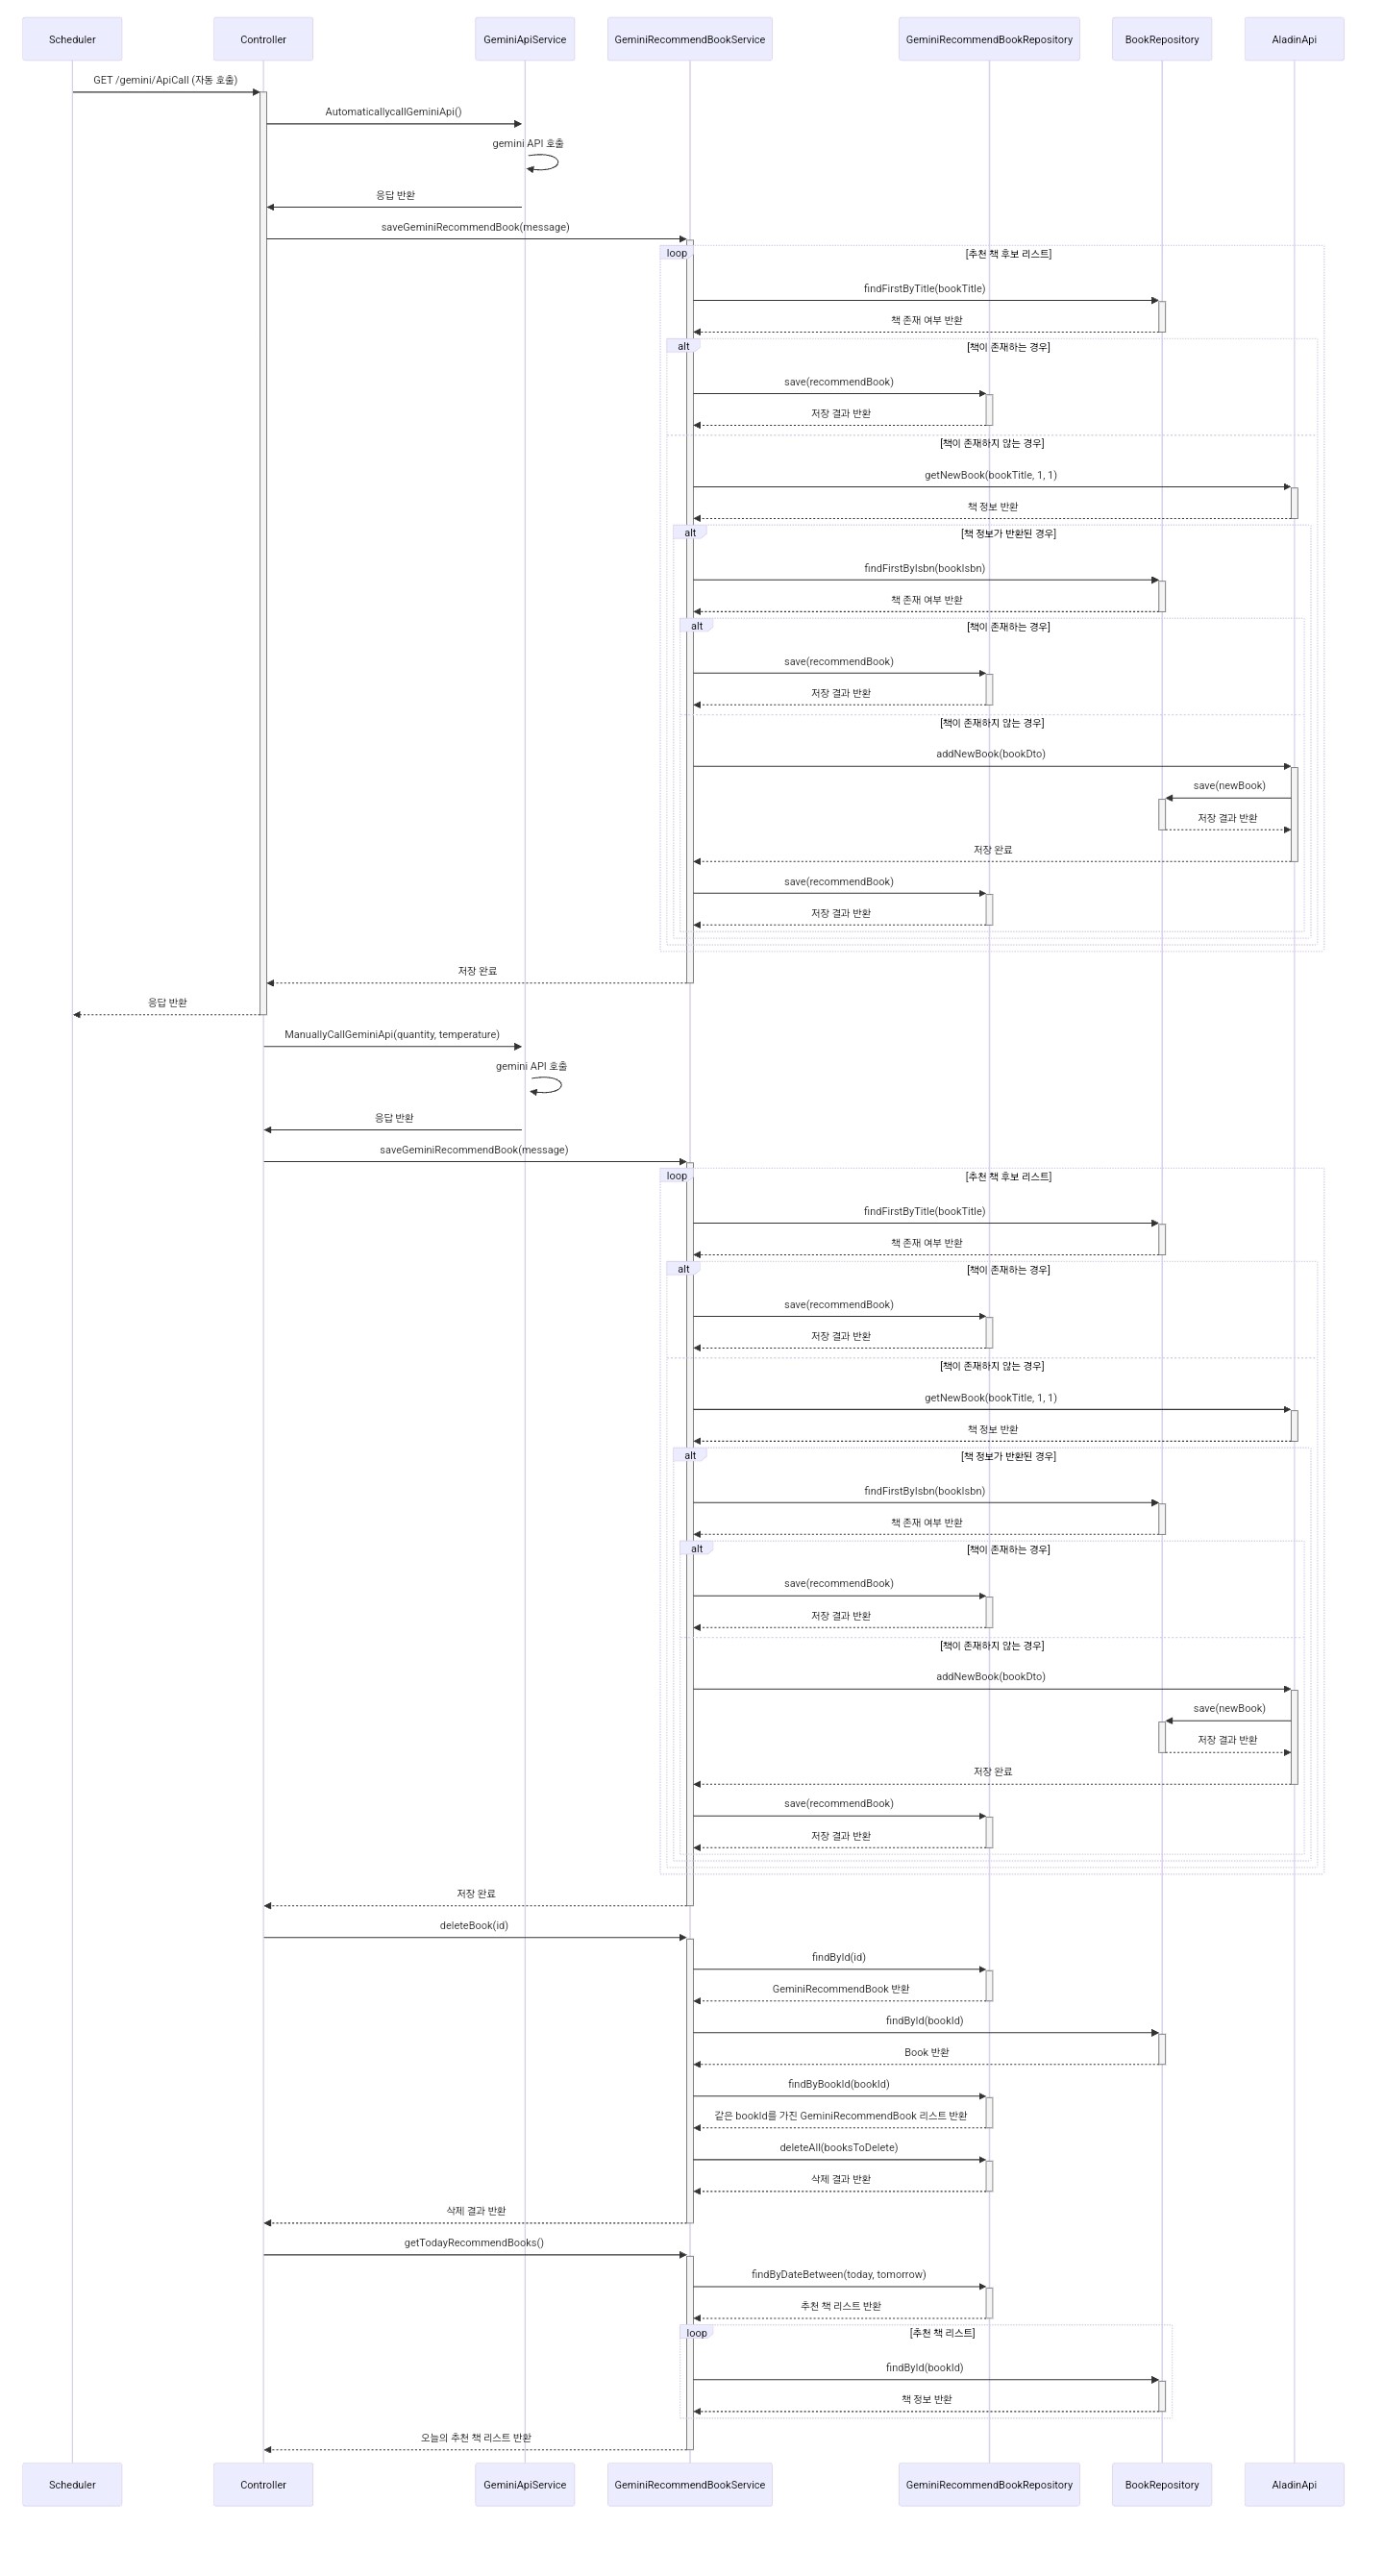 Scheduler
Controller
GeminiApiService
GeminiRecommendBookService
GeminiRecommendBookRepository
BookRepository
AladinApi
GET /gemini/ApiCall (자동 호출)
AutomaticallycallGeminiApi()
gemini API 호출
응답 반환
saveGeminiRecommendBook(message)
loop
[추천 책 후보 리스트]
findFirstByTitle(bookTitle)
책 존재 여부 반환
alt
[책이 존재하는 경우]
save(recommendBook)
저장 결과 반환
[책이 존재하지 않는 경우]
getNewBook(bookTitle, 1, 1)
책 정보 반환
alt
[책 정보가 반환된 경우]
findFirstByIsbn(bookIsbn)
책 존재 여부 반환
alt
[책이 존재하는 경우]
save(recommendBook)
저장 결과 반환
[책이 존재하지 않는 경우]
addNewBook(bookDto)
save(newBook)
저장 결과 반환
저장 완료
save(recommendBook)
저장 결과 반환
저장 완료
응답 반환
ManuallyCallGeminiApi(quantity, temperature)
gemini API 호출
응답 반환
saveGeminiRecommendBook(message)
loop
[추천 책 후보 리스트]
findFirstByTitle(bookTitle)
책 존재 여부 반환
alt
[책이 존재하는 경우]
save(recommendBook)
저장 결과 반환
[책이 존재하지 않는 경우]
getNewBook(bookTitle, 1, 1)
책 정보 반환
alt
[책 정보가 반환된 경우]
findFirstByIsbn(bookIsbn)
책 존재 여부 반환
alt
[책이 존재하는 경우]
save(recommendBook)
저장 결과 반환
[책이 존재하지 않는 경우]
addNewBook(bookDto)
save(newBook)
저장 결과 반환
저장 완료
save(recommendBook)
저장 결과 반환
저장 완료
deleteBook(id)
findById(id)
GeminiRecommendBook 반환
findById(bookId)
Book 반환
findByBookId(bookId)
같은 bookId를 가진 GeminiRecommendBook 리스트 반환
deleteAll(booksToDelete)
삭제 결과 반환
삭제 결과 반환
getTodayRecommendBooks()
findByDateBetween(today, tomorrow)
추천 책 리스트 반환
loop
[추천 책 리스트]
findById(bookId)
책 정보 반환
오늘의 추천 책 리스트 반환
Scheduler
Controller
GeminiApiService
GeminiRecommendBookService
GeminiRecommendBookRepository
BookRepository
AladinApi